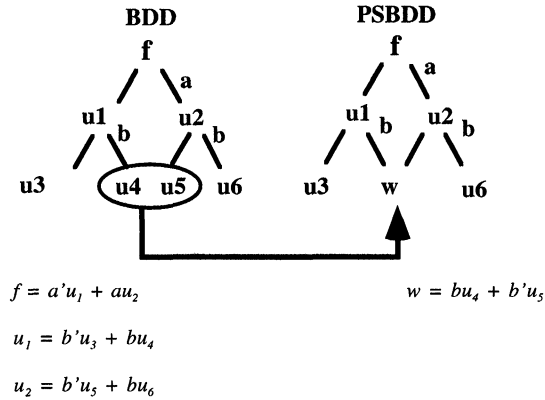 BDD PSBDD
f f
a a
u1 u2 u1 u2
b b b b
u3 u4 u5 u6 u3 w u6
f = a'u₁ + au₂ w = bu₄ + b'u₅
u₁ = b'u₃ + bu₄
u₂ = b'u₅ + bu₆